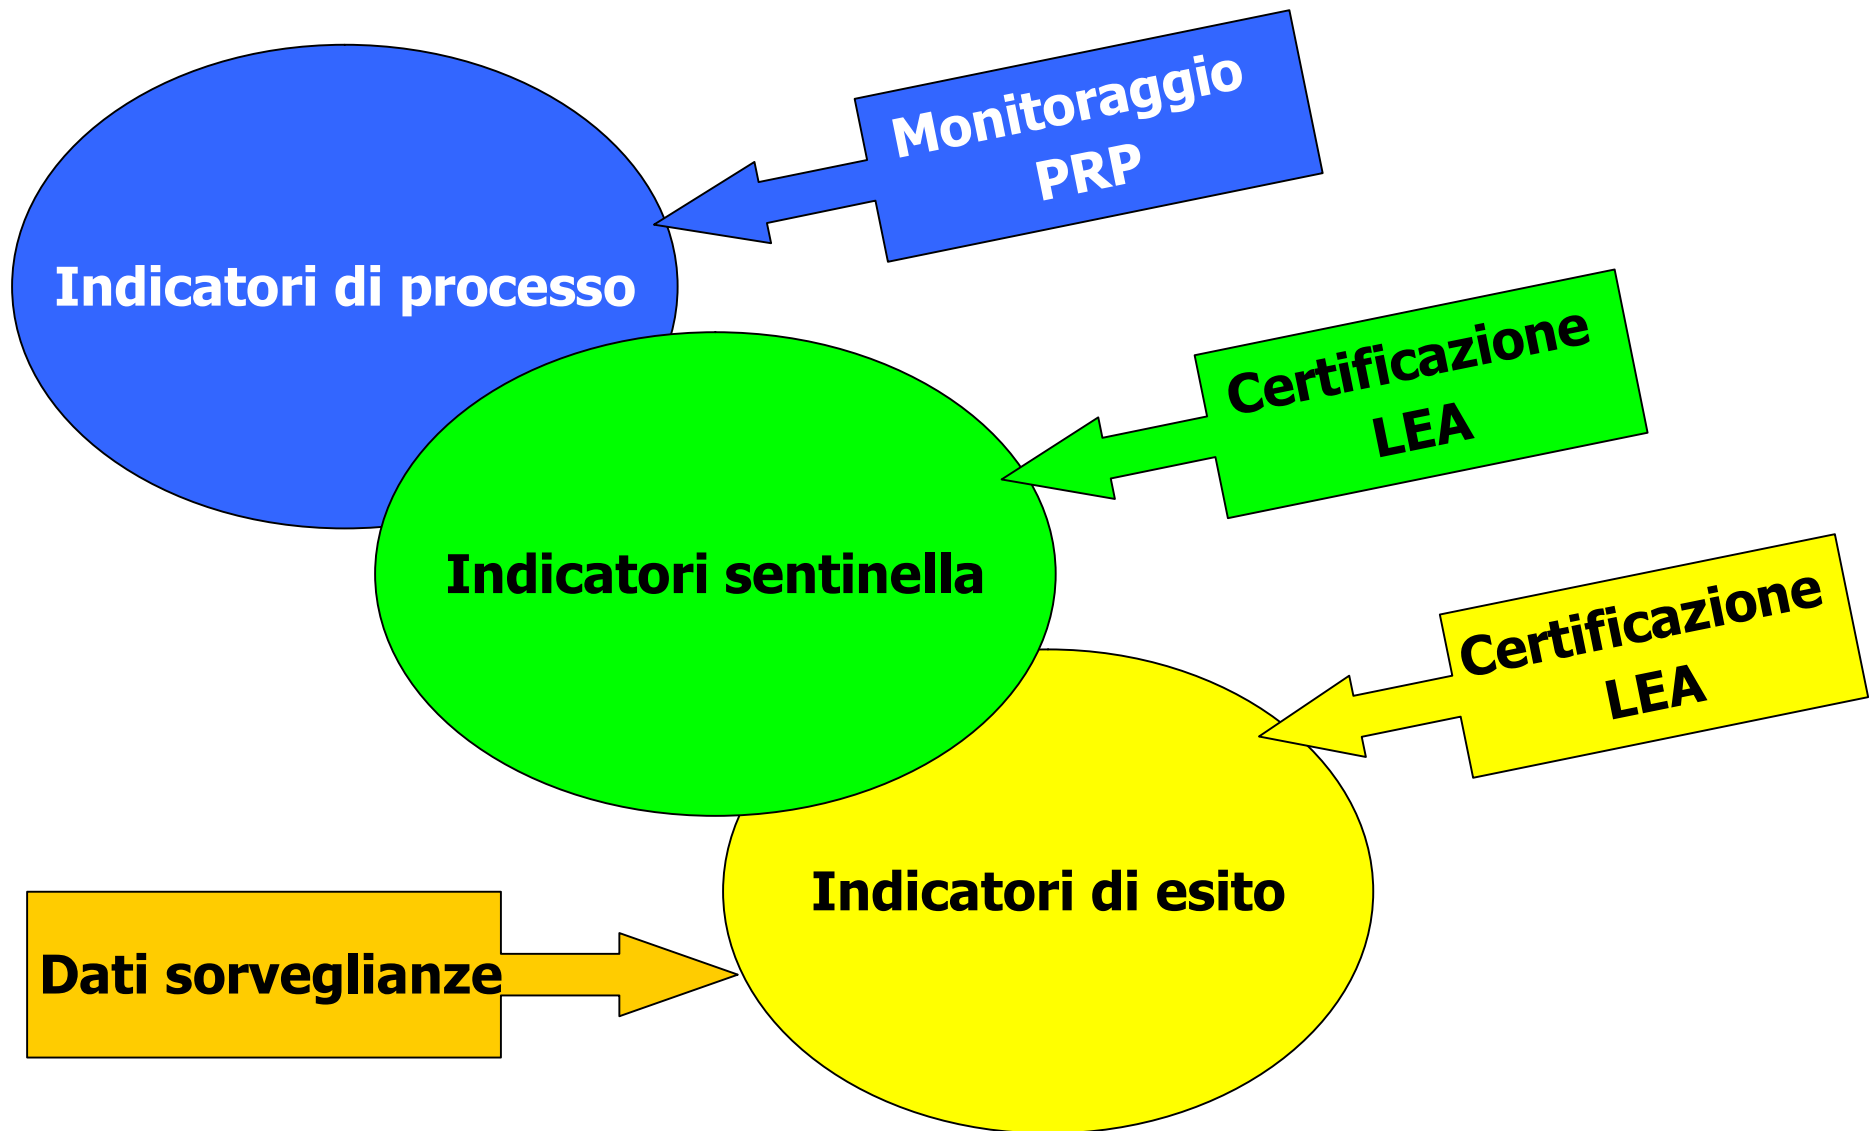 Monitoraggio
PRP
Indicatori di processo
Certificazione
LEA
Indicatori sentinella
Certificazione
LEA
Indicatori di esito
Dati sorveglianze